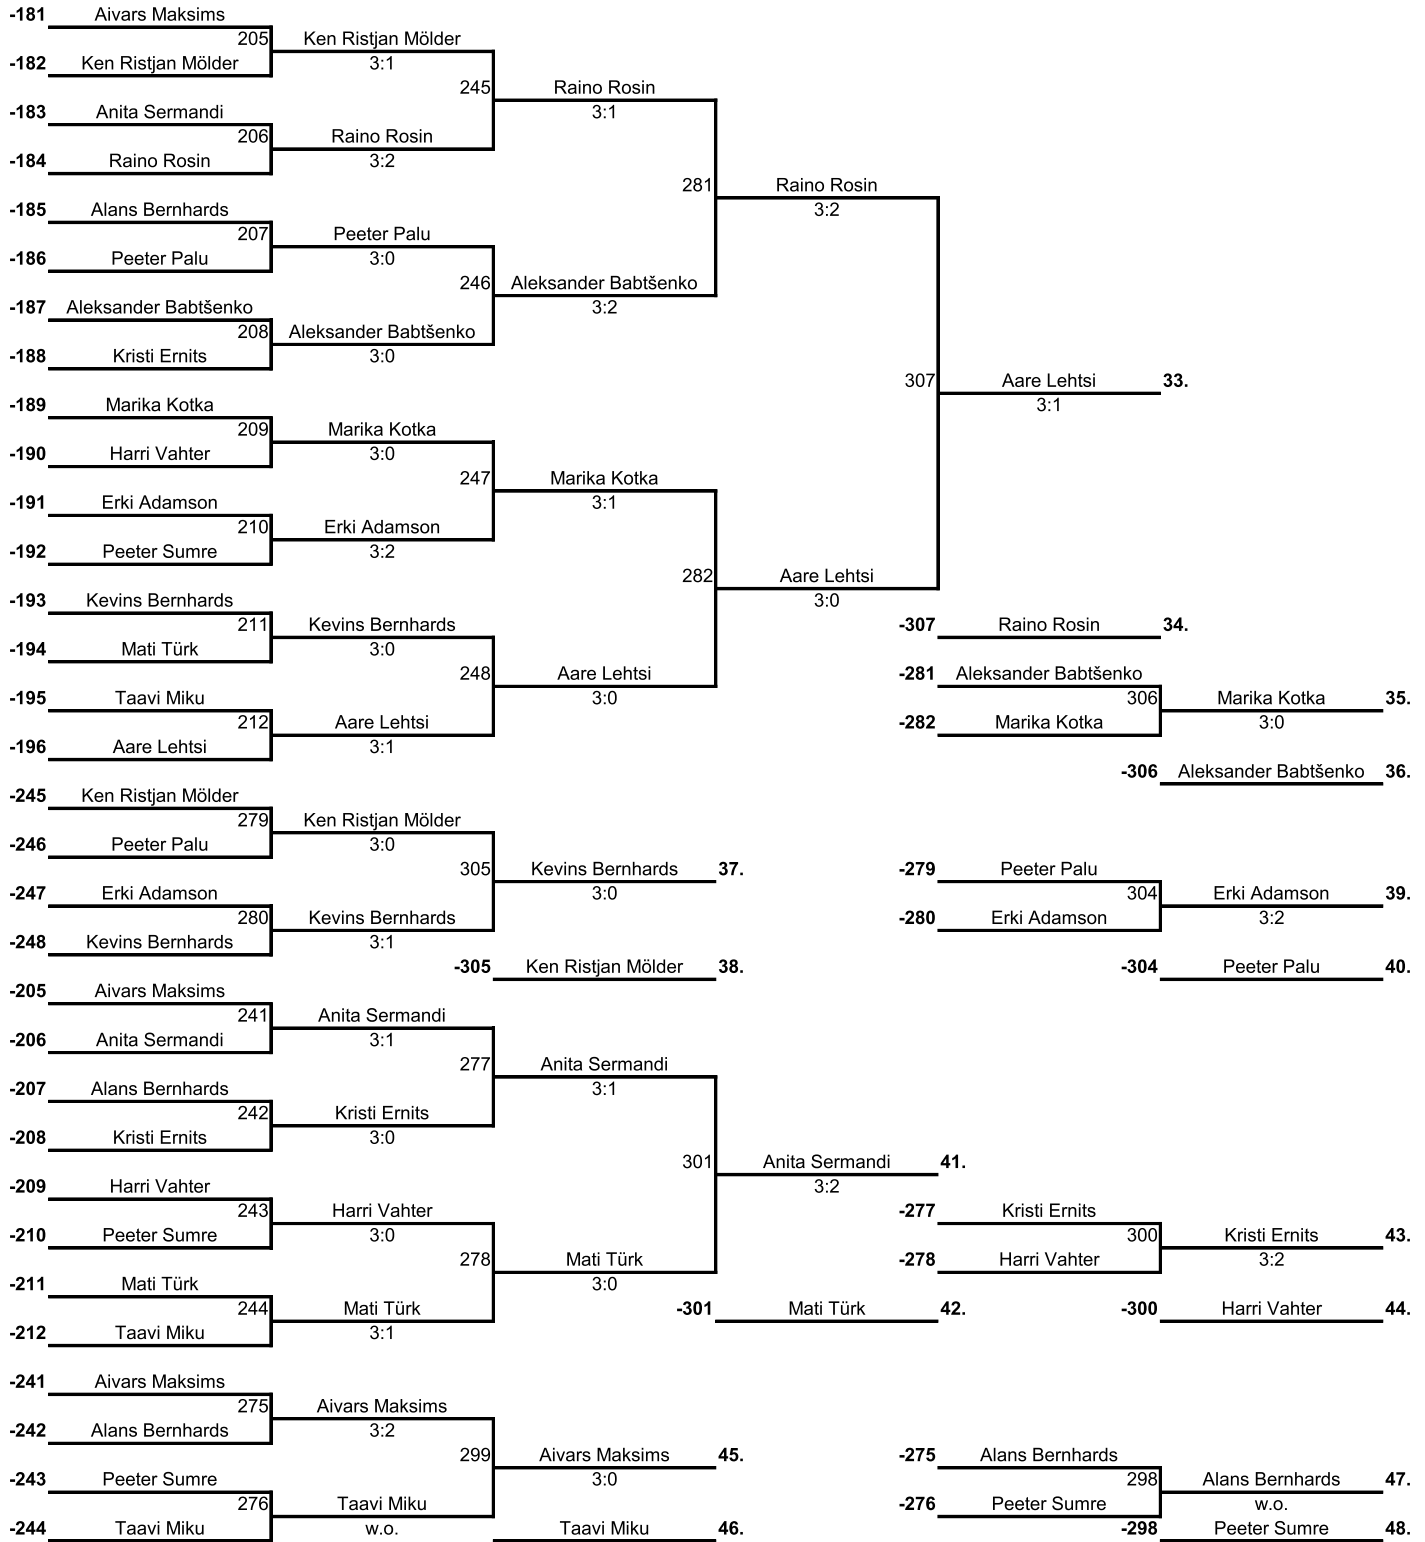 -181 Aivars Maksims
205 Ken Ristjan Mölder
-182 Ken Ristjan Mölder 3:1
245 Raino Rosin
-183 Anita Sermandi 3:1
206 Raino Rosin
-184 Raino Rosin 3:2
281 Raino Rosin
-185 Alans Bernhards 3:2
207 Peeter Palu
-186 Peeter Palu 3:0
246 Aleksander Babtšenko
-187 Aleksander Babtšenko 3:2
208 Aleksander Babtšenko
-188 Kristi Ernits 3:0
307 Aare Lehtsi 33.
-189 Marika Kotka 3:1
209 Marika Kotka
-190 Harri Vahter 3:0
247 Marika Kotka
-191 Erki Adamson 3:1
210 Erki Adamson
-192 Peeter Sumre 3:2
282 Aare Lehtsi
-193 Kevins Bernhards 3:0
211 Kevins Bernhards -307 Raino Rosin 34.
-194 Mati Türk 3:0
248 Aare Lehtsi -281 Aleksander Babtšenko
-195 Taavi Miku 3:0 306 Marika Kotka 35.
212 Aare Lehtsi -282 Marika Kotka 3:0
-196 Aare Lehtsi 3:1
-306 Aleksander Babtšenko 36.
-245 Ken Ristjan Mölder
279 Ken Ristjan Mölder
-246 Peeter Palu 3:0
305 Kevins Bernhards 37. -279 Peeter Palu
-247 Erki Adamson 3:0 304 Erki Adamson 39.
280 Kevins Bernhards -280 Erki Adamson 3:2
-248 Kevins Bernhards 3:1
-305 Ken Ristjan Mölder 38. -304 Peeter Palu 40.
-205 Aivars Maksims
241 Anita Sermandi
-206 Anita Sermandi 3:1
277 Anita Sermandi
-207 Alans Bernhards 3:1
242 Kristi Ernits
-208 Kristi Ernits 3:0
301 Anita Sermandi 41.
-209 Harri Vahter 3:2
243 Harri Vahter -277 Kristi Ernits
-210 Peeter Sumre 3:0 300 Kristi Ernits 43.
278 Mati Türk -278 Harri Vahter 3:2
-211 Mati Türk 3:0
244 Mati Türk -301 Mati Türk 42. -300 Harri Vahter 44.
-212 Taavi Miku 3:1
-241 Aivars Maksims
275 Aivars Maksims
-242 Alans Bernhards 3:2
299 Aivars Maksims 45. -275 Alans Bernhards
-243 Peeter Sumre 3:0 298 Alans Bernhards 47.
276 Taavi Miku -276 Peeter Sumre w.o.
-244 Taavi Miku w.o. Taavi Miku 46. -298 Peeter Sumre 48.